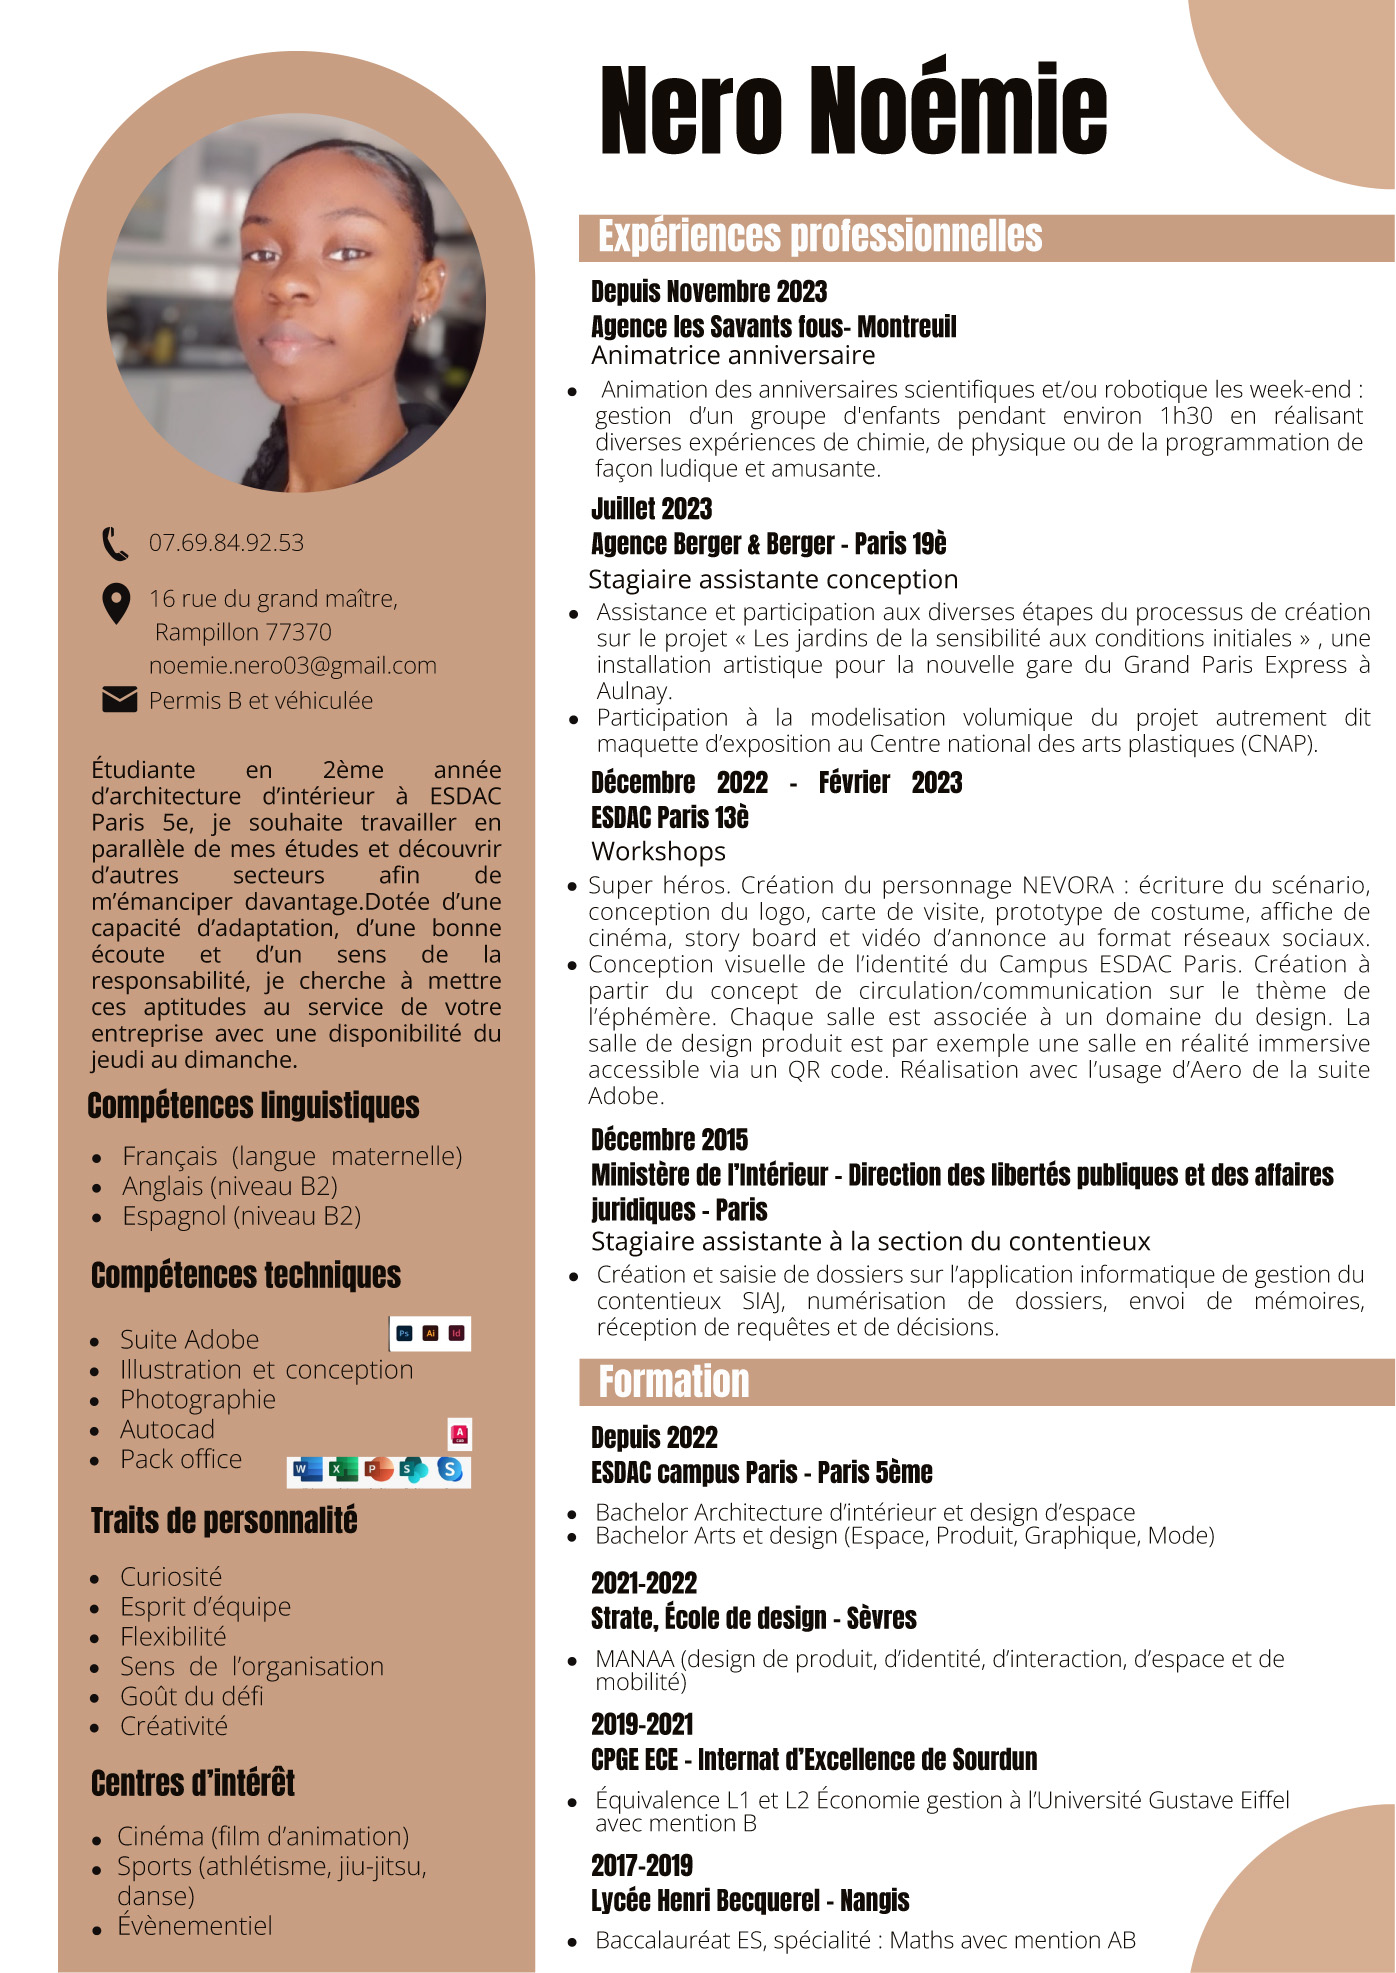 Nero Noémie
07.69.84.92.53
16 rue du grand maître,
Rampillon 77370
noemie.nero03@gmail.com
Permis B et véhiculée
Étudiante en 2ème année
d’architecture d’intérieur à ESDAC
Paris 5e, je souhaite travailler en
parallèle de mes études et découvrir
d’autres secteurs afin de
m’émanciper davantage.Dotée d’une
capacité d’adaptation, d’une bonne
écoute et d’un sens de la
responsabilité, je cherche à mettre
ces aptitudes au service de votre
entreprise avec une disponibilité du
jeudi au dimanche.
Compétences linguistiques
• Français (langue maternelle)
• Anglais (niveau B2)
• Espagnol (niveau B2)
Compétences techniques
• Suite Adobe
Ps Ai Id
• Illustration et conception
• Photographie
• Autocad
A
CAD
• Pack office
W X P S S
Traits de personnalité
• Curiosité
• Esprit d’équipe
• Flexibilité
• Sens de l’organisation
• Goût du défi
• Créativité
Centres d’intérêt
• Cinéma (film d’animation)
• Sports (athlétisme, jiu-jitsu,
danse)
• Évènementiel
Expériences professionnelles
Depuis Novembre 2023
Agence les Savants fous- Montreuil
Animatrice anniversaire
• Animation des anniversaires scientifiques et/ou robotique les week-end :
gestion d’un groupe d'enfants pendant environ 1h30 en réalisant
diverses expériences de chimie, de physique ou de la programmation de
façon ludique et amusante.
Juillet 2023
Agence Berger & Berger - Paris 19è
Stagiaire assistante conception
• Assistance et participation aux diverses étapes du processus de création
sur le projet « Les jardins de la sensibilité aux conditions initiales » , une
installation artistique pour la nouvelle gare du Grand Paris Express à
Aulnay.
• Participation à la modelisation volumique du projet autrement dit
maquette d’exposition au Centre national des arts plastiques (CNAP).
Décembre 2022 - Février 2023
ESDAC Paris 13è
Workshops
• Super héros. Création du personnage NEVORA : écriture du scénario,
conception du logo, carte de visite, prototype de costume, affiche de
cinéma, story board et vidéo d’annonce au format réseaux sociaux.
• Conception visuelle de l’identité du Campus ESDAC Paris. Création à
partir du concept de circulation/communication sur le thème de
l’éphémère. Chaque salle est associée à un domaine du design. La
salle de design produit est par exemple une salle en réalité immersive
accessible via un QR code. Réalisation avec l’usage d’Aero de la suite
Adobe.
Décembre 2015
Ministère de l’Intérieur - Direction des libertés publiques et des affaires
juridiques - Paris
Stagiaire assistante à la section du contentieux
• Création et saisie de dossiers sur l’application informatique de gestion du
contentieux SIAJ, numérisation de dossiers, envoi de mémoires,
réception de requêtes et de décisions.
Formation
Depuis 2022
ESDAC campus Paris - Paris 5ème
• Bachelor Architecture d’intérieur et design d’espace
• Bachelor Arts et design (Espace, Produit, Graphique, Mode)
2021-2022
Strate, École de design - Sèvres
• MANAA (design de produit, d’identité, d’interaction, d’espace et de
mobilité)
2019-2021
CPGE ECE - Internat d’Excellence de Sourdun
• Équivalence L1 et L2 Économie gestion à l’Université Gustave Eiffel
avec mention B
2017-2019
Lycée Henri Becquerel - Nangis
• Baccalauréat ES, spécialité : Maths avec mention AB